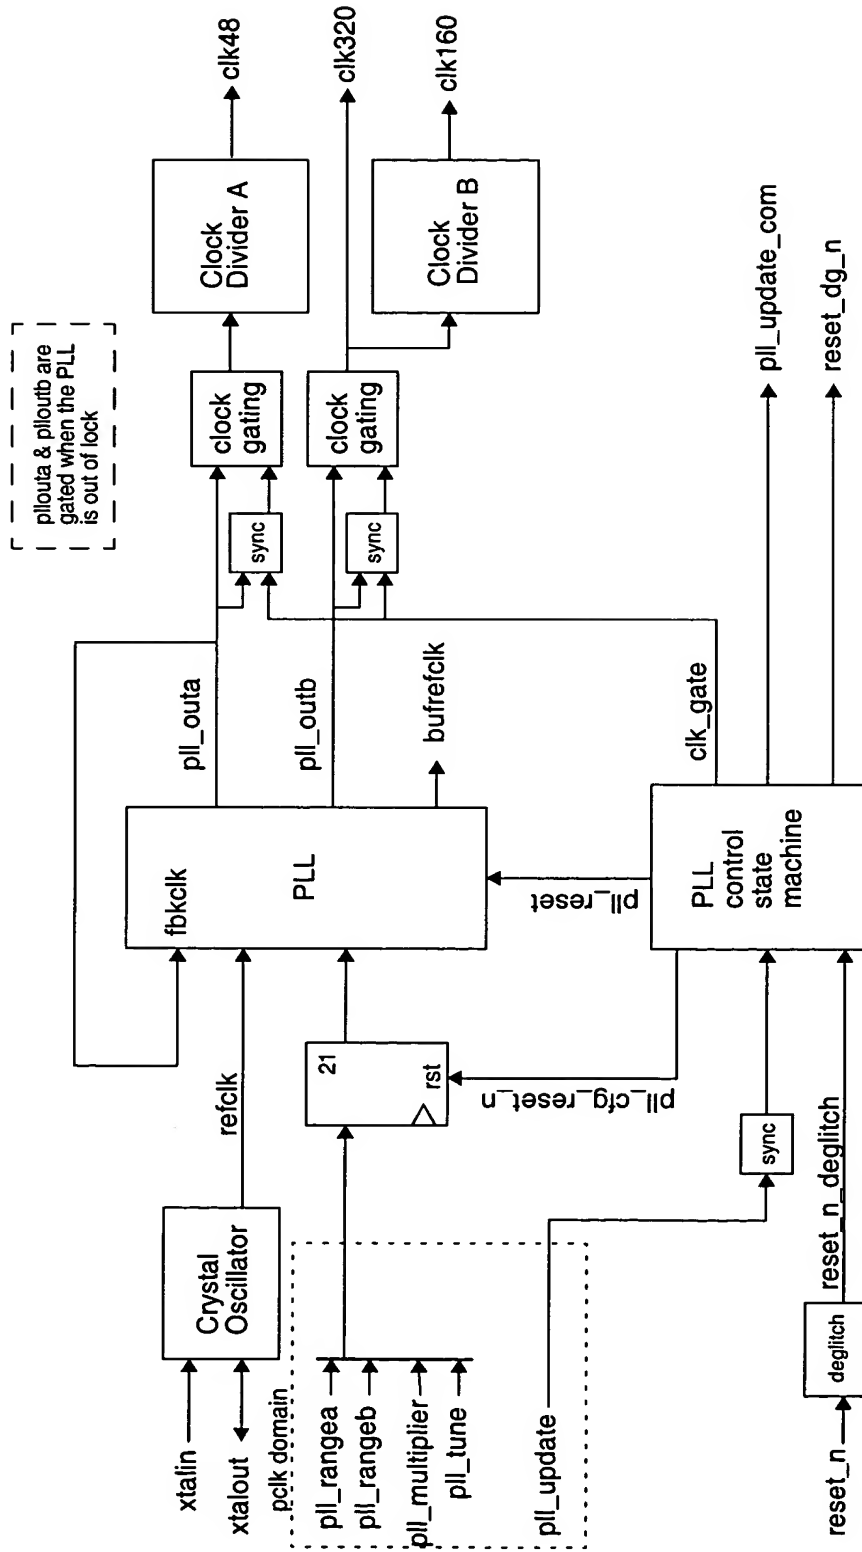 pllouta & plloutb are
gated when the PLL
is out of lock
xtalin
xtalout
Crystal
Oscillator
refclk
fbkclk
PLL
pll_outa
pll_outb
bufrefclk
sync
clock
gating
Clock
Divider A
clk48
sync
clock
gating
clk320
Clock
Divider B
clk160
pclk domain
pll_rangea
pll_rangeb
pll_multiplier
pll_tune
pll_update
21
rst
pll_cfg_reset_n
pll_reset
sync
PLL
control
state
machine
clk_gate
pll_update_com
reset_dg_n
reset_n
deglitch
reset_n_deglitch